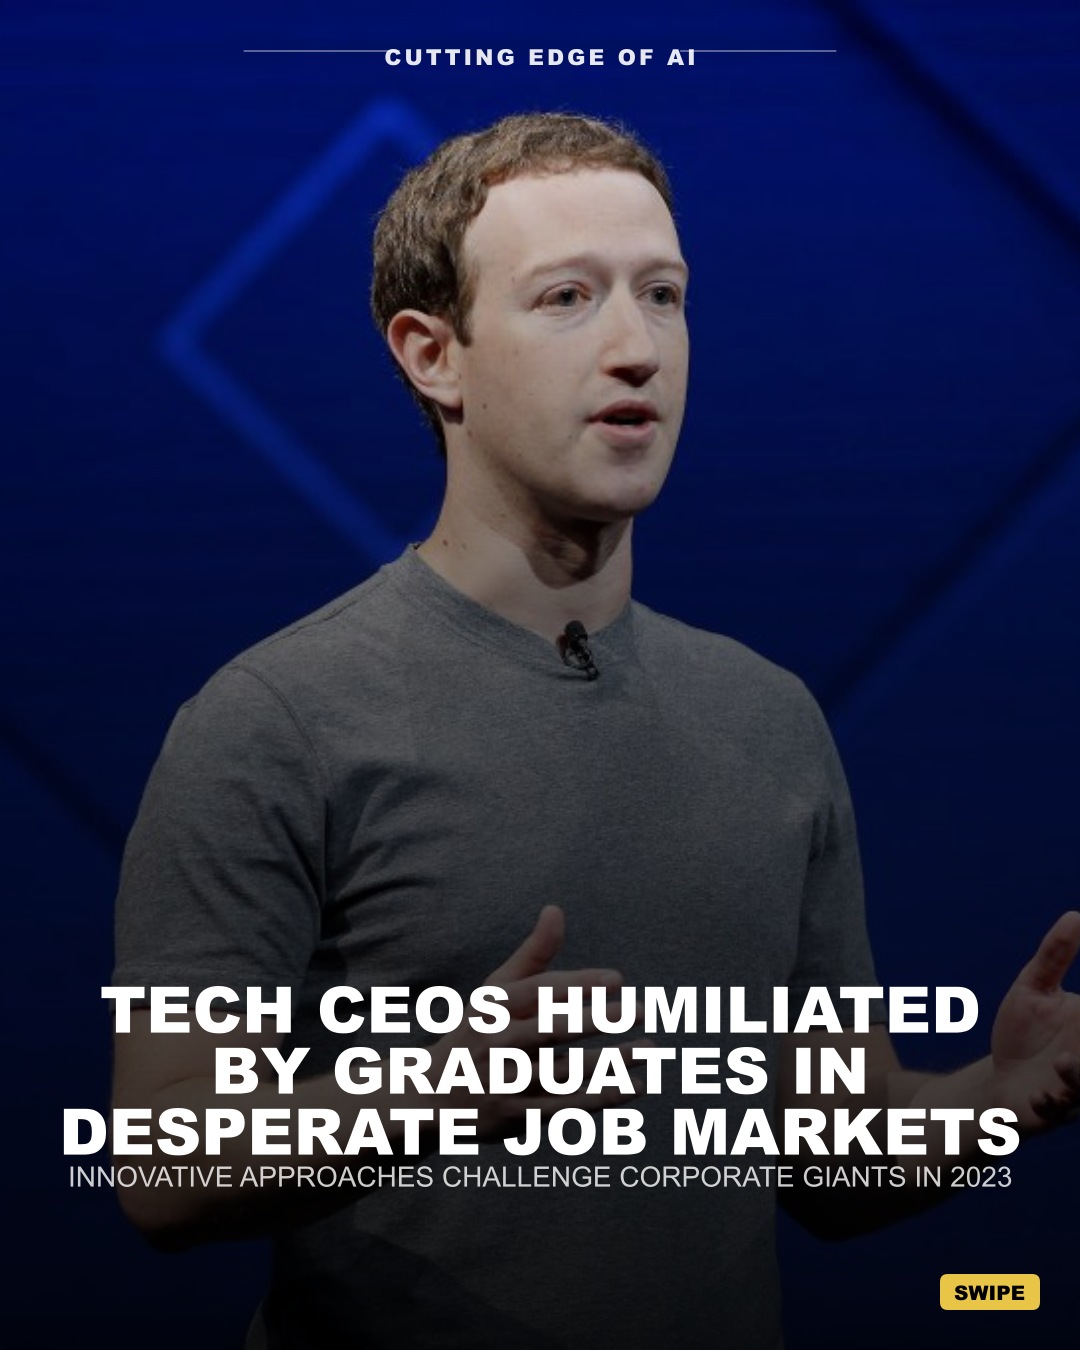 CUTTING EDGE OF AI
TECH CEOS HUMILIATED
BY GRADUATES IN
DESPERATE JOB MARKETS
INNOVATIVE APPROACHES CHALLENGE CORPORATE GIANTS IN 2023
SWIPE